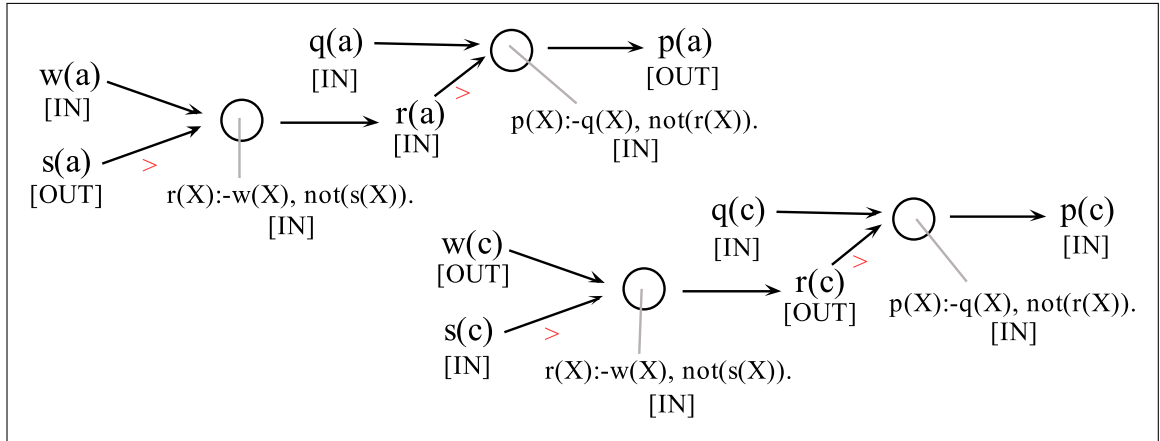 q(a)
[IN]
p(a)
[OUT]
w(a)
[IN]
r(a)
[IN]
>
p(X):-q(X), not(r(X)).
[IN]
s(a)
[OUT]
>
r(X):-w(X), not(s(X)).
[IN]
q(c)
[IN]
p(c)
[IN]
w(c)
[OUT]
r(c)
[OUT]
>
p(X):-q(X), not(r(X)).
[IN]
s(c)
[IN]
>
r(X):-w(X), not(s(X)).
[IN]